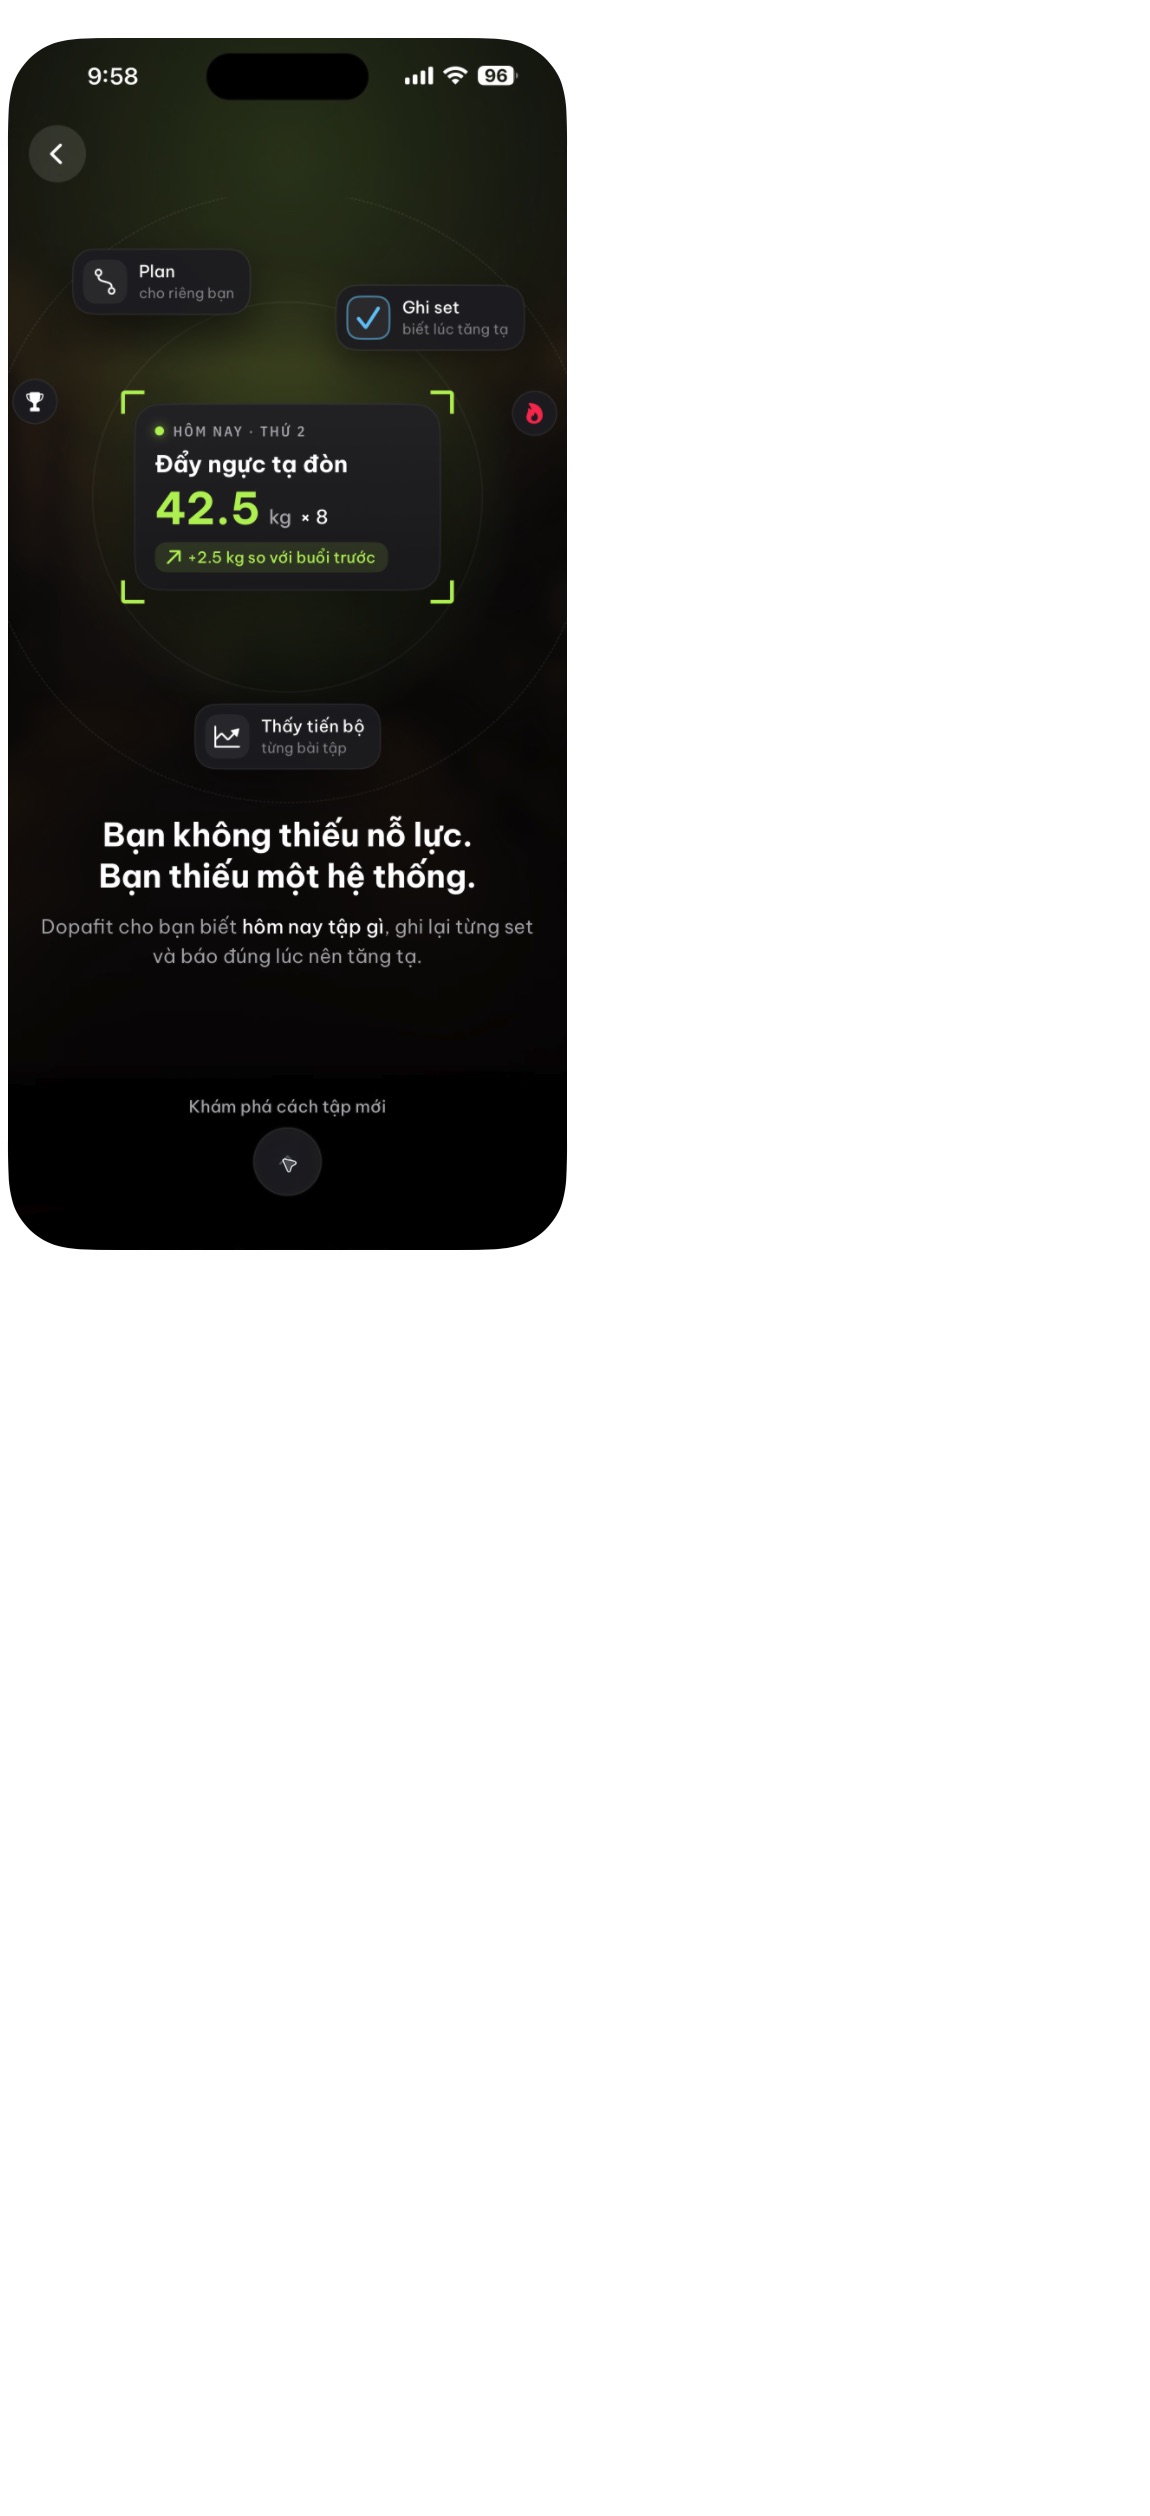 9:58
96
Plan
cho riêng bạn
Ghi set
biết lúc tăng tạ
HÔM NAY · THỨ 2
Đẩy ngực tạ đòn
42.5 kg × 8
+2.5 kg so với buổi trước
Thấy tiến bộ
từng bài tập
Bạn không thiếu nỗ lực.
Bạn thiếu một hệ thống.
Dopafit cho bạn biết hôm nay tập gì, ghi lại từng set
và báo đúng lúc nên tăng tạ.
Khám phá cách tập mới